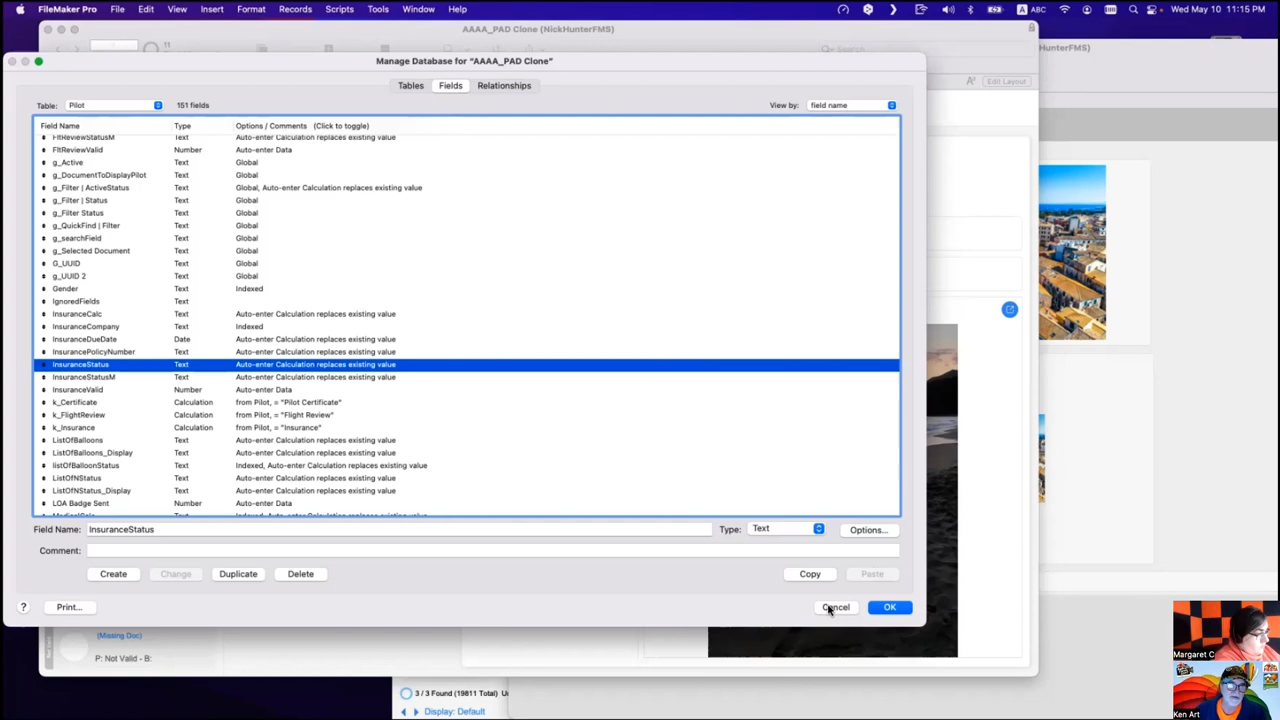 FileMaker Pro File Edit View Insert Format Records Scripts Tools Window Help A ABC Wed May 10 11:15 PM
AAAA_PAD Clone (NickHunterFMS)
HunterFMS)
Search
Edit Layout
Manage Database for “AAAA_PAD Clone”
Tables Fields Relationships
Table: Pilot 151 fields View by: field name
Field Name Type Options / Comments (Click to toggle)
FltReviewStatusM Text Auto-enter Calculation replaces existing value
FltReviewValid Number Auto-enter Data
g_Active Text Global
g_DocumentToDisplayPilot Text Global
g_Filter | ActiveStatus Text Global, Auto-enter Calculation replaces existing value
g_Filter | Status Text Global
g_Filter Status Text Global
g_QuickFind | Filter Text Global
g_searchField Text Global
g_Selected Document Text Global
G_UUID Text Global
g_UUID 2 Text Global
Gender Text Indexed
IgnoredFields Text
InsuranceCalc Text Auto-enter Calculation replaces existing value
InsuranceCompany Text Indexed
InsuranceDueDate Date Auto-enter Calculation replaces existing value
InsurancePolicyNumber Text Auto-enter Calculation replaces existing value
InsuranceStatus Text Auto-enter Calculation replaces existing value
InsuranceStatusM Text Auto-enter Calculation replaces existing value
InsuranceValid Number Auto-enter Data
k_Certificate Calculation from Pilot, = "Pilot Certificate"
k_FlightReview Calculation from Pilot, = "Flight Review"
k_Insurance Calculation from Pilot, = "Insurance"
ListOfBalloons Text Auto-enter Calculation replaces existing value
ListOfBalloons_Display Text Auto-enter Calculation replaces existing value
listOfBalloonStatus Text Indexed, Auto-enter Calculation replaces existing value
ListOfNStatus Text Auto-enter Calculation replaces existing value
ListOfNStatus_Display Text Auto-enter Calculation replaces existing value
LOA Badge Sent Number Auto-enter Data
Field Name: InsuranceStatus Type: Text Options...
Comment:
Create Change Duplicate Delete Copy Paste
? Print... Cancel OK
(Missing Doc)
P: Not Valid - B:
3 / 3 Found (19811 Total)
Display: Default
Margaret C
Ken Art